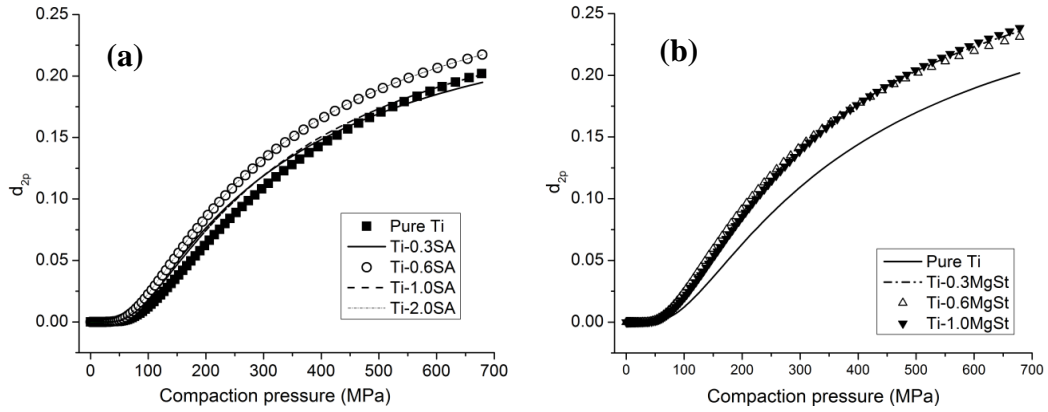 (a)
0.25
0.20
0.15
0.10
0.05
0.00
d2p
0 100 200 300 400 500 600 700
Compaction pressure (MPa)
Pure Ti
Ti-0.3SA
Ti-0.6SA
Ti-1.0SA
Ti-2.0SA
(b)
0.25
0.20
0.15
0.10
0.05
0.00
d2p
0 100 200 300 400 500 600 700
Compaction pressure (MPa)
Pure Ti
Ti-0.3MgSt
Ti-0.6MgSt
Ti-1.0MgSt